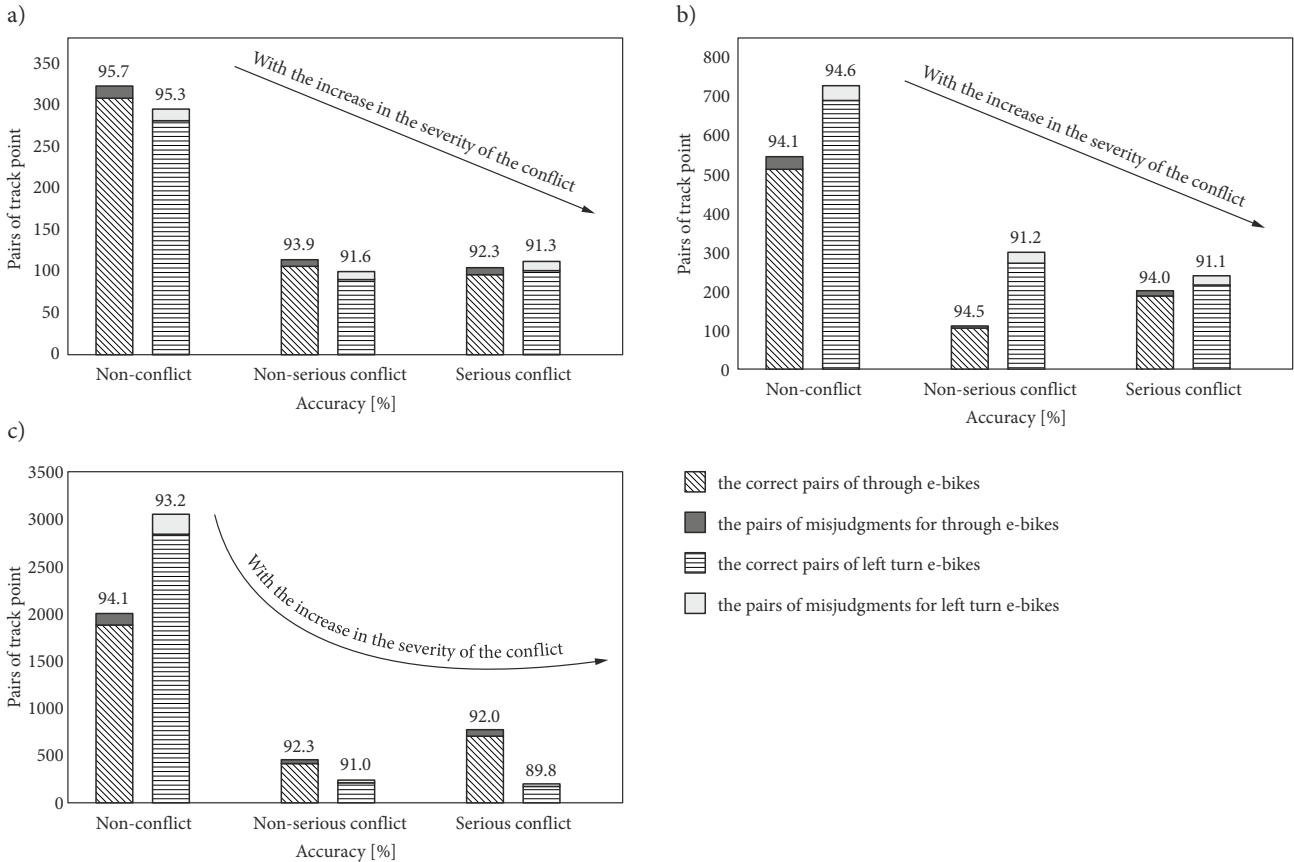 a)
Pairs of track point
350
300
250
200
150
100
50
0
95.7
95.3
93.9
91.6
92.3
91.3
With the increase in the severity of the conflict
Non-conflict
Non-serious conflict
Serious conflict
Accuracy [%]
b)
Pairs of track point
800
700
600
500
400
300
200
100
0
94.1
94.6
94.5
91.2
94.0
91.1
With the increase in the severity of the conflict
Non-conflict
Non-serious conflict
Serious conflict
Accuracy [%]
c)
Pairs of track point
3500
3000
2500
2000
1500
1000
500
0
94.1
93.2
92.3
91.0
92.0
89.8
With the increase in the severity of the conflict
Non-conflict
Non-serious conflict
Serious conflict
Accuracy [%]
the correct pairs of through e-bikes
the pairs of misjudgments for through e-bikes
the correct pairs of left turn e-bikes
the pairs of misjudgments for left turn e-bikes